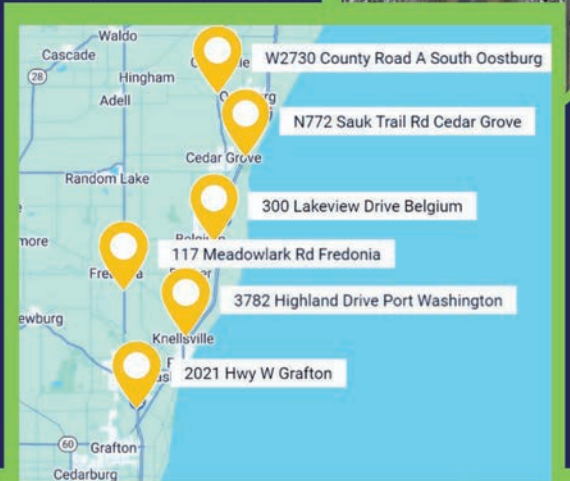 Waldo
Cascade
28
Hingham
W2730 County Road A South Oostburg
Adell
N772 Sauk Trail Rd Cedar Grove
Cedar Grove
Random Lake
300 Lakeview Drive Belgium
117 Meadowlark Rd Fredonia
3782 Highland Drive Port Washington
Knellsville
2021 Hwy W Grafton
60
Grafton
Cedarburg